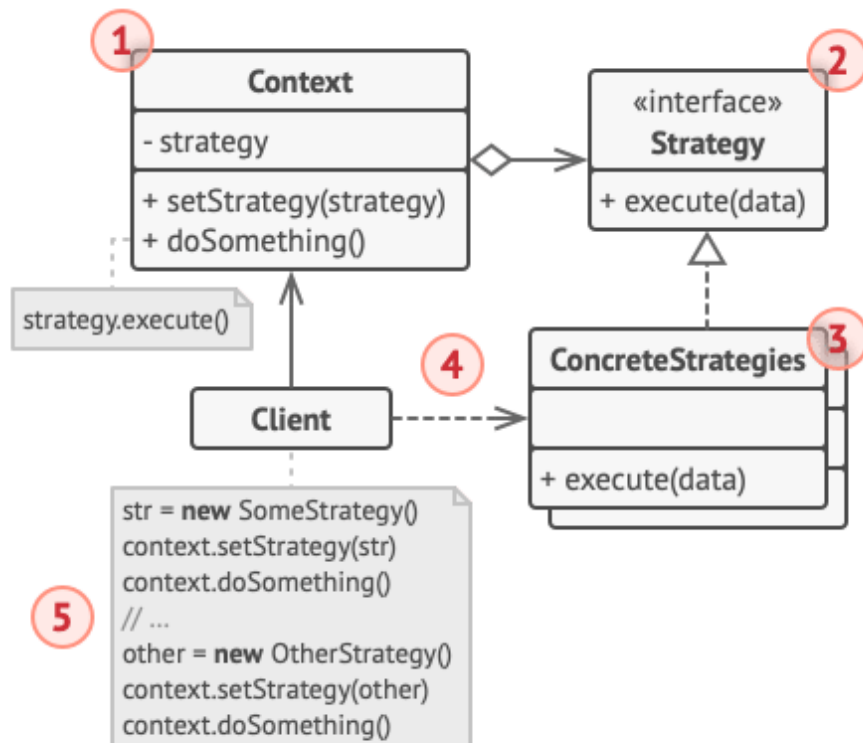 1
Context
- strategy
+ setStrategy(strategy)
+ doSomething()
strategy.execute()
2
«interface»
Strategy
+ execute(data)
3
ConcreteStrategies
+ execute(data)
4
Client
5
str = new SomeStrategy()
context.setStrategy(str)
context.doSomething()
// ...
other = new OtherStrategy()
context.setStrategy(other)
context.doSomething()